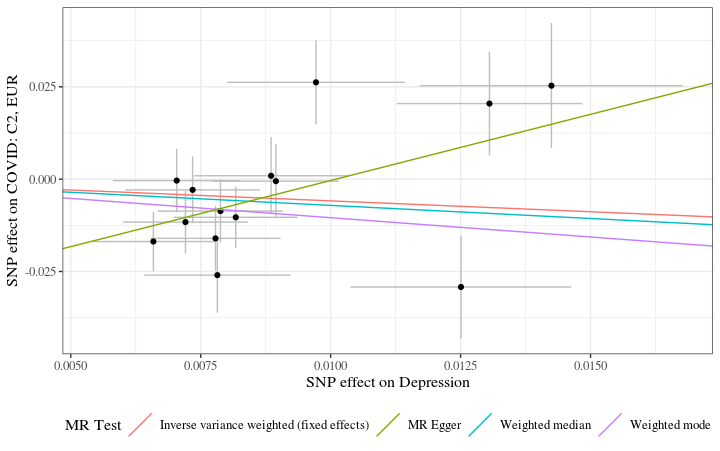 SNP effect on COVID: C2, EUR
0.025
0.000
-0.025
0.0050 0.0075 0.0100 0.0125 0.0150
SNP effect on Depression
MR Test Inverse variance weighted (fixed effects) MR Egger Weighted median Weighted mode